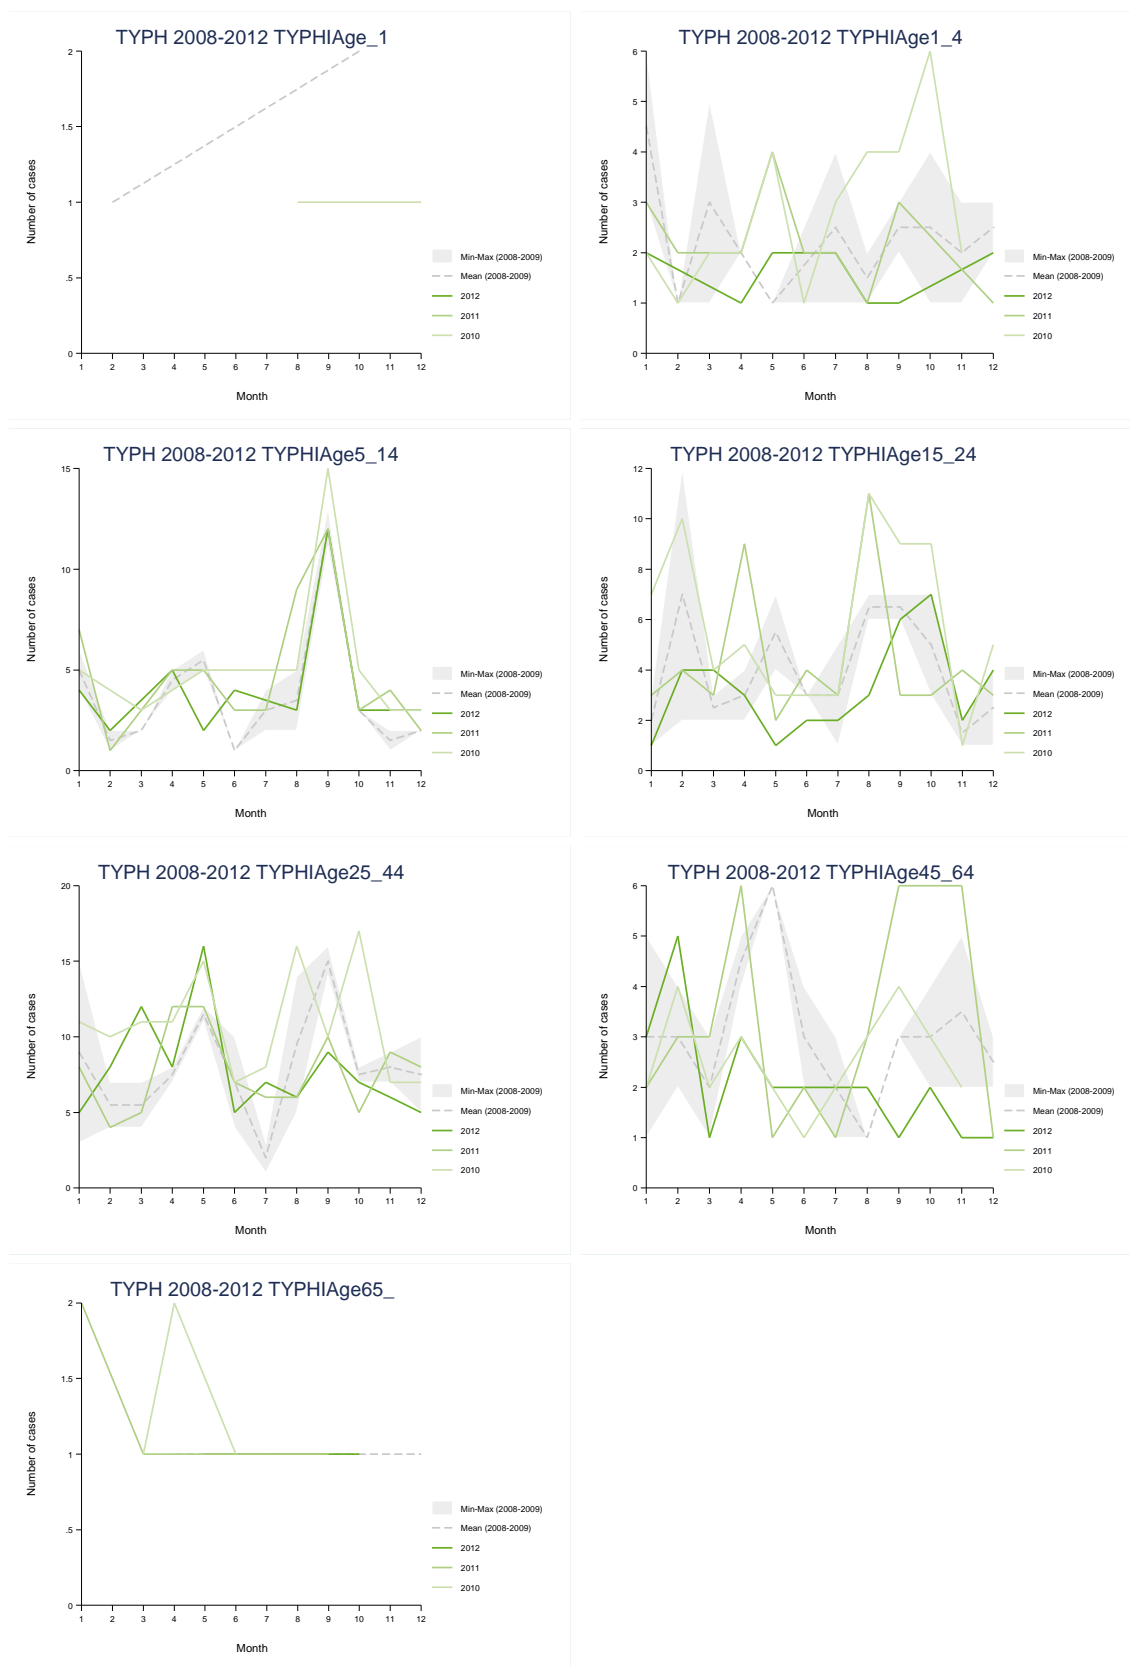 TYPH 2008-2012 TYPHIAge_1
2
1.5
1
.5
0
Number of cases
1 2 3 4 5 6 7 8 9 10 11 12
Month
Min-Max (2008-2009)
Mean (2008-2009)
2012
2011
2010
TYPH 2008-2012 TYPHIAge1_4
6
5
4
3
2
1
0
Number of cases
1 2 3 4 5 6 7 8 9 10 11 12
Month
Min-Max (2008-2009)
Mean (2008-2009)
2012
2011
2010
TYPH 2008-2012 TYPHIAge5_14
15
10
5
0
Number of cases
1 2 3 4 5 6 7 8 9 10 11 12
Month
Min-Max (2008-2009)
Mean (2008-2009)
2012
2011
2010
TYPH 2008-2012 TYPHIAge15_24
12
10
8
6
4
2
0
Number of cases
1 2 3 4 5 6 7 8 9 10 11 12
Month
Min-Max (2008-2009)
Mean (2008-2009)
2012
2011
2010
TYPH 2008-2012 TYPHIAge25_44
20
15
10
5
0
Number of cases
1 2 3 4 5 6 7 8 9 10 11 12
Month
Min-Max (2008-2009)
Mean (2008-2009)
2012
2011
2010
TYPH 2008-2012 TYPHIAge45_64
6
5
4
3
2
1
0
Number of cases
1 2 3 4 5 6 7 8 9 10 11 12
Month
Min-Max (2008-2009)
Mean (2008-2009)
2012
2011
2010
TYPH 2008-2012 TYPHIAge65_
2
1.5
1
.5
0
Number of cases
1 2 3 4 5 6 7 8 9 10 11 12
Month
Min-Max (2008-2009)
Mean (2008-2009)
2012
2011
2010